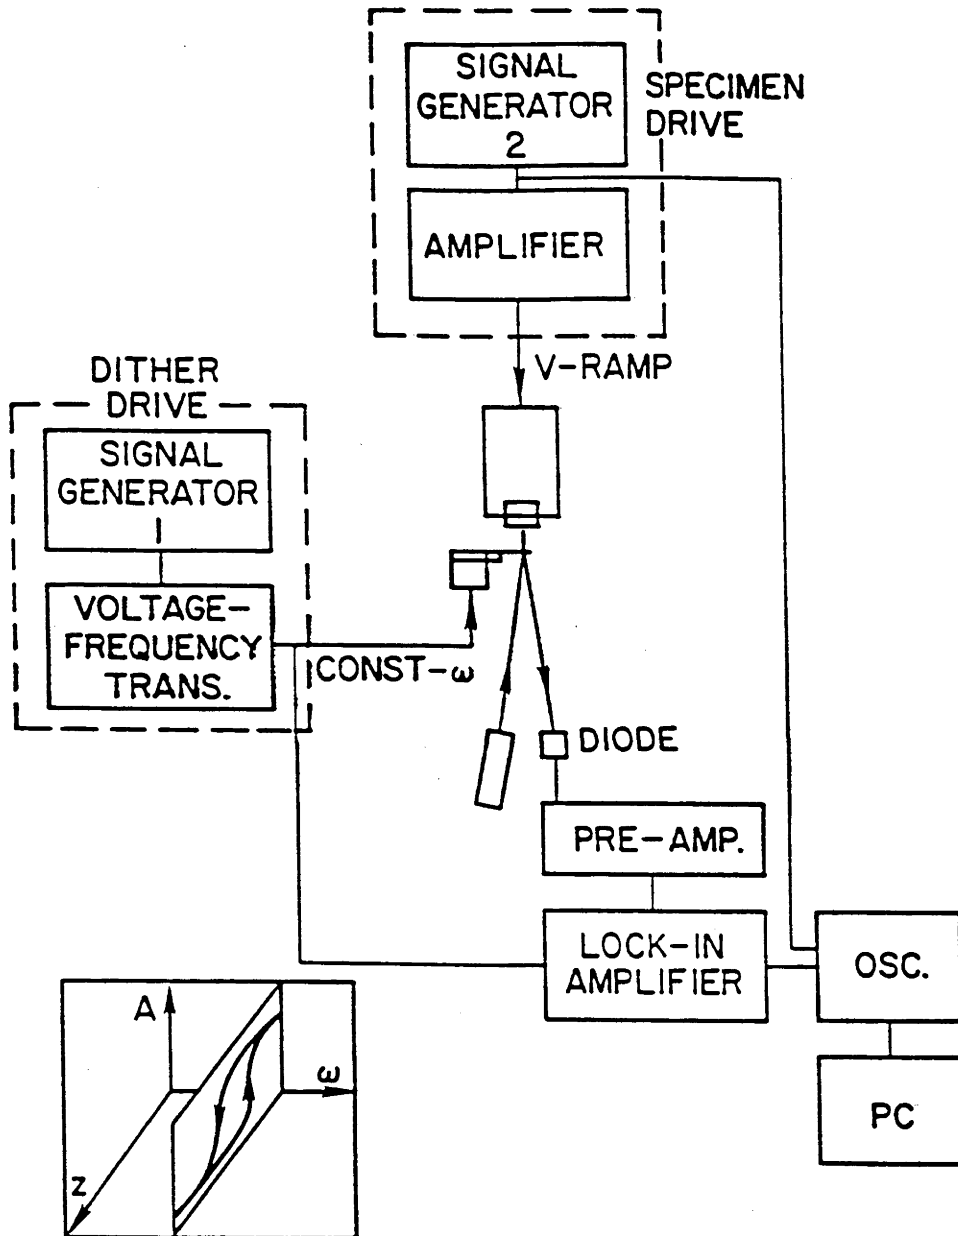 SIGNAL
GENERATOR
2
SPECIMEN
DRIVE
AMPLIFIER
V-RAMP
DITHER
DRIVE
SIGNAL
GENERATOR
1
VOLTAGE-
FREQUENCY
TRANS.
CONST-ω
DIODE
PRE-AMP.
LOCK-IN
AMPLIFIER
OSC.
PC
A
ω
z